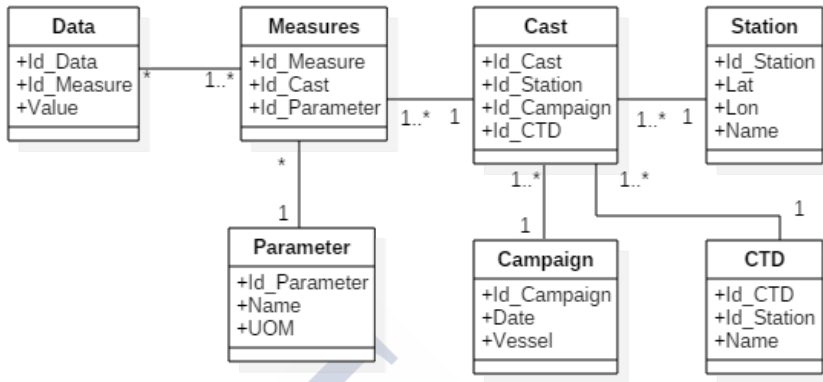 Data
+Id_Data
+Id_Measure
+Value
Measures
+Id_Measure
+Id_Cast
+Id_Parameter
Cast
+Id_Cast
+Id_Station
+Id_Campaign
+Id_CTD
Station
+Id_Station
+Lat
+Lon
+Name
*
1..*
1..*
1
1..*
1
*
1
1..*
1
1..*
1
Parameter
+Id_Parameter
+Name
+UOM
Campaign
+Id_Campaign
+Date
+Vessel
CTD
+Id_CTD
+Id_Station
+Name